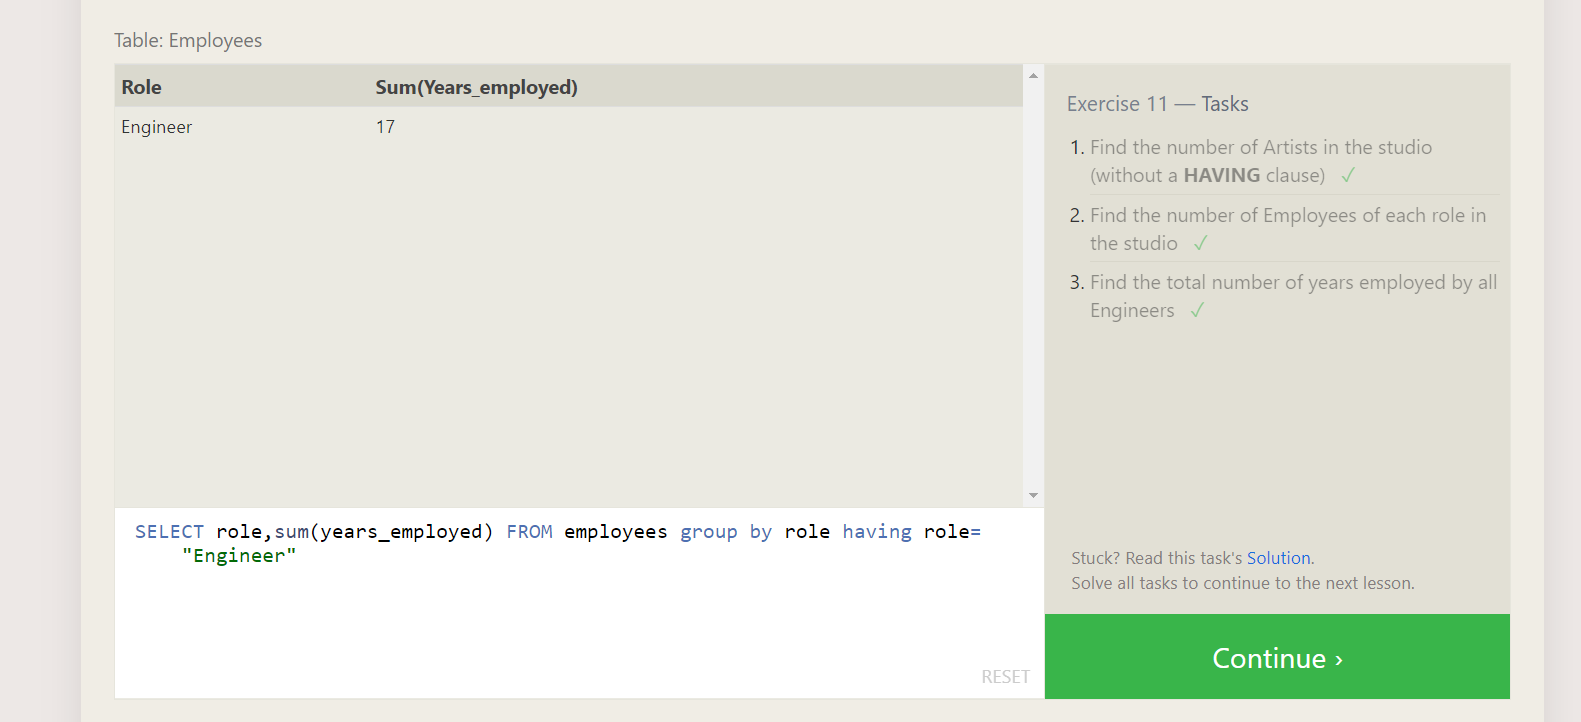 Table: Employees
Role Sum(Years_employed)
Engineer 17
SELECT role,sum(years_employed) FROM employees group by role having role=
"Engineer"
RESET
Exercise 11 — Tasks
1. Find the number of Artists in the studio
(without a HAVING clause) ✓
2. Find the number of Employees of each role in
the studio ✓
3. Find the total number of years employed by all
Engineers ✓
Stuck? Read this task's Solution.
Solve all tasks to continue to the next lesson.
Continue ›